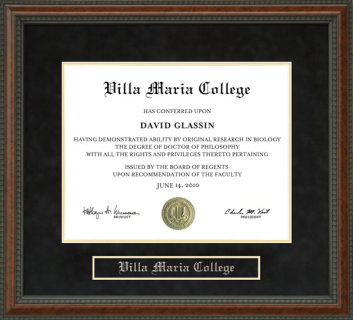 Villa Maria College
HAS CONFERRED UPON
DAVID GLASSIN
HAVING DEMONSTRATED ABILITY BY ORIGINAL RESEARCH IN BIOLOGY
THE DEGREE OF DOCTOR OF PHILOSOPHY
WITH ALL THE RIGHTS AND PRIVILEGES THERETO PERTAINING
ISSUED BY THE BOARD OF REGENTS
UPON RECOMMENDATION OF THE FACULTY
JUNE 14, 2010
PROVOST
PRESIDENT
Villa Maria College